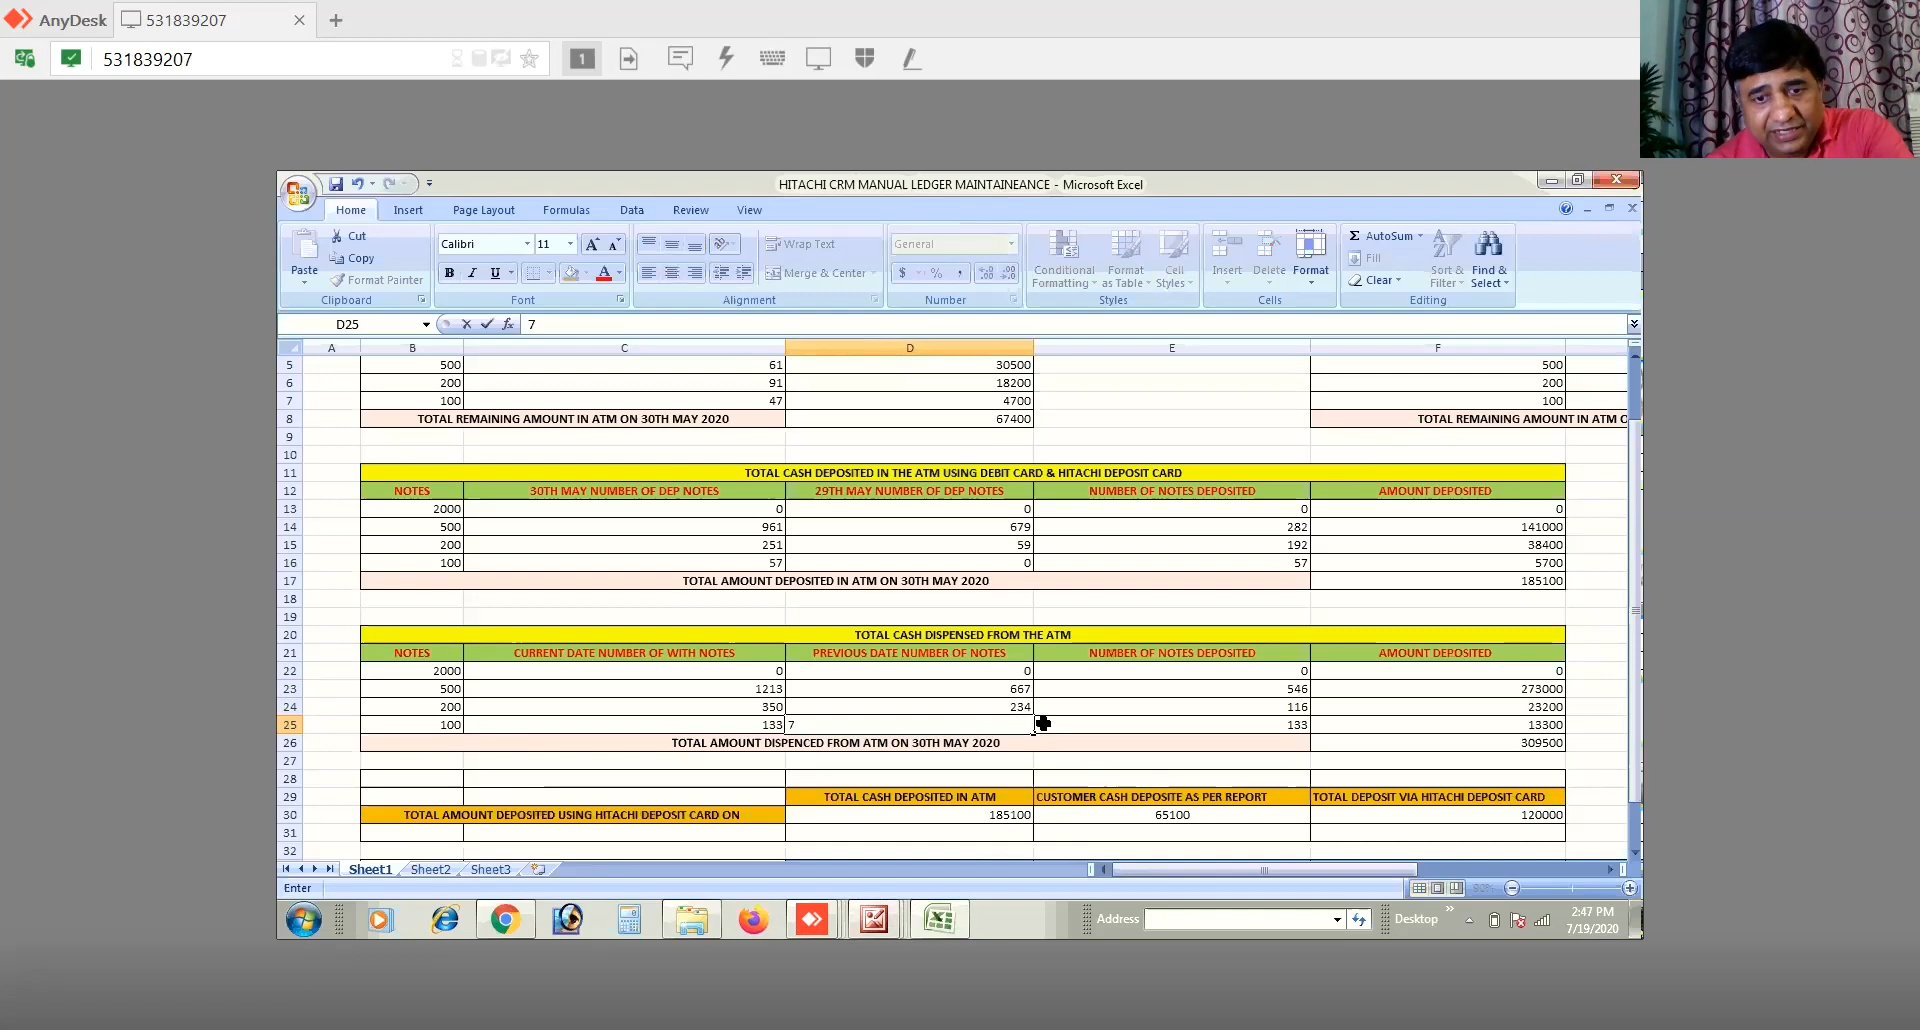 AnyDesk 531839207
531839207 1
HITACHI CRM MANUAL LEDGER MAINTAINEANCE - Microsoft Excel
Home Insert Page Layout Formulas Data Review View
Paste Cut Copy Format Painter Clipboard
Calibri 11 A A B I U A Font
Wrap Text Merge & Center Alignment
General $ % , Number
Conditional Formatting Format as Table Cell Styles Styles
Insert Delete Format Cells
Σ AutoSum Fill Clear Sort & Filter Find & Select Editing
D25 fx 7
A B C D E F
5 500 61 30500 500
6 200 91 18200 200
7 100 47 4700 100
8 TOTAL REMAINING AMOUNT IN ATM ON 30TH MAY 2020 67400 TOTAL REMAINING AMOUNT IN ATM O
9
10
11 TOTAL CASH DEPOSITED IN THE ATM USING DEBIT CARD & HITACHI DEPOSIT CARD
12 NOTES 30TH MAY NUMBER OF DEP NOTES 29TH MAY NUMBER OF DEP NOTES NUMBER OF NOTES DEPOSITED AMOUNT DEPOSITED
13 2000 0 0 0 0
14 500 961 679 282 141000
15 200 251 59 192 38400
16 100 57 0 57 5700
17 TOTAL AMOUNT DEPOSITED IN ATM ON 30TH MAY 2020 185100
18
19
20 TOTAL CASH DISPENSED FROM THE ATM
21 NOTES CURRENT DATE NUMBER OF WITH NOTES PREVIOUS DATE NUMBER OF NOTES NUMBER OF NOTES DEPOSITED AMOUNT DEPOSITED
22 2000 0 0 0 0
23 500 1213 667 546 273000
24 200 350 234 116 23200
25 100 133 7 133 13300
26 TOTAL AMOUNT DISPENCED FROM ATM ON 30TH MAY 2020 309500
27
28
29 TOTAL CASH DEPOSITED IN ATM CUSTOMER CASH DEPOSITE AS PER REPORT TOTAL DEPOSIT VIA HITACHI DEPOSIT CARD
30 TOTAL AMOUNT DEPOSITED USING HITACHI DEPOSIT CARD ON 185100 65100 120000
31
32
Sheet1 Sheet2 Sheet3
Enter 90%
Address Desktop » 2:47 PM
7/19/2020